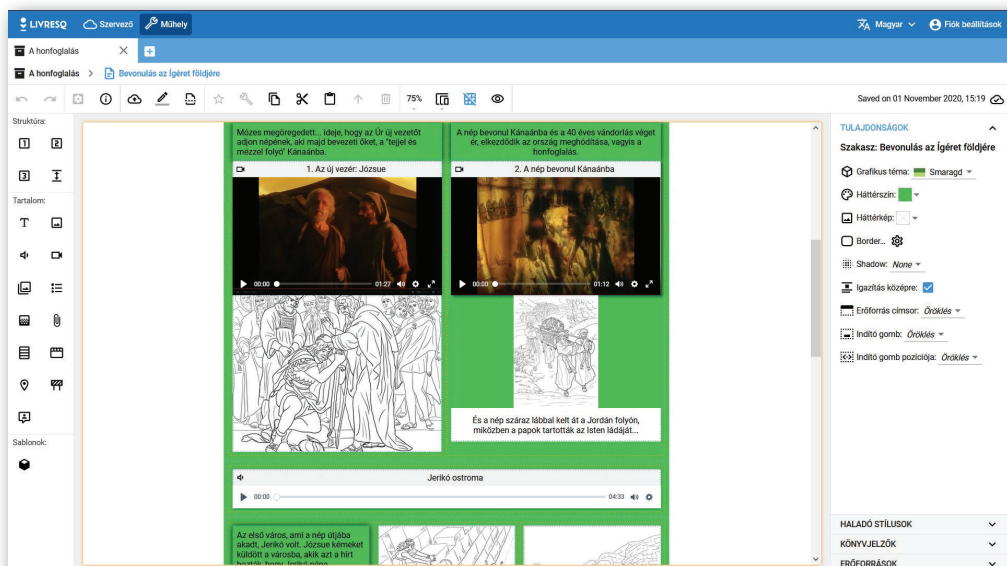 LIVRESQ
Szervező
Műhely
Magyar
Fiók beállítások
A honfoglalás
A honfoglalás > Bevonulás az Ígéret földjére
75%
Saved on 01 November 2020, 15:19
Struktúra:
1 2
3
Tartalom:
T
Sablonok:
Mózes megöregedett... ideje, hogy az Úr új vezetőt
adjon népének, aki majd bevezeti őket, a "tejjel és
mézzel folyó" Kánaánba.
1. Az új vezér: Józsue
00:00 01:27
A nép bevonul Kánaánba és a 40 éves vándorlás véget
ér, elkezdődik az ország meghódítása, vagyis a
honfoglalás.
2. A nép bevonul Kánaánba
00:00 01:12
És a nép száraz lábbal kelt át a Jordán folyón,
miközben a papok tartották az Isten ládáját...
Jerikó ostroma
00:00 04:33
Az első város, ami a nép útjába
akadt, Jerikó volt. Józsue kémeket
küldött a városba, akik azt a hírt
hozták, hogy Jerikó népe
TULAJDONSÁGOK
Szakasz: Bevonulás az Ígéret földjére
Grafikus téma: Smaragd
Háttérszín:
Háttérkép:
Border...
Shadow: None
Igazítás középre:
Erőforrás címsor: Öröklés
Indító gomb: Öröklés
Indító gomb pozíciója: Öröklés
HALADÓ STÍLUSOK
KÖNYVJELZŐK
ERŐFORRÁSOK